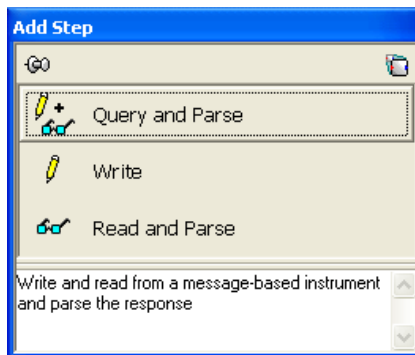 Add Step
Query and Parse
Write
Read and Parse
Write and read from a message-based instrument
and parse the response